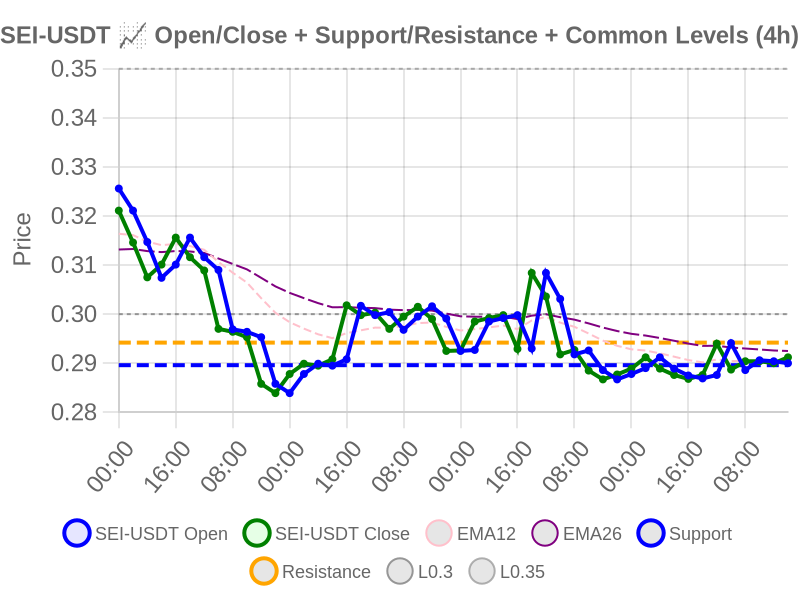 SEI-USDT 📈 Open/Close + Support/Resistance + Common Levels (4h)
0.35
0.34
0.33
0.32
0.31
0.30
0.29
0.28
Price
00:00 16:00 08:00 00:00 16:00 08:00 00:00 16:00 08:00 00:00 16:00 08:00
SEI-USDT Open SEI-USDT Close EMA12 EMA26 Support
Resistance L0.3 L0.35